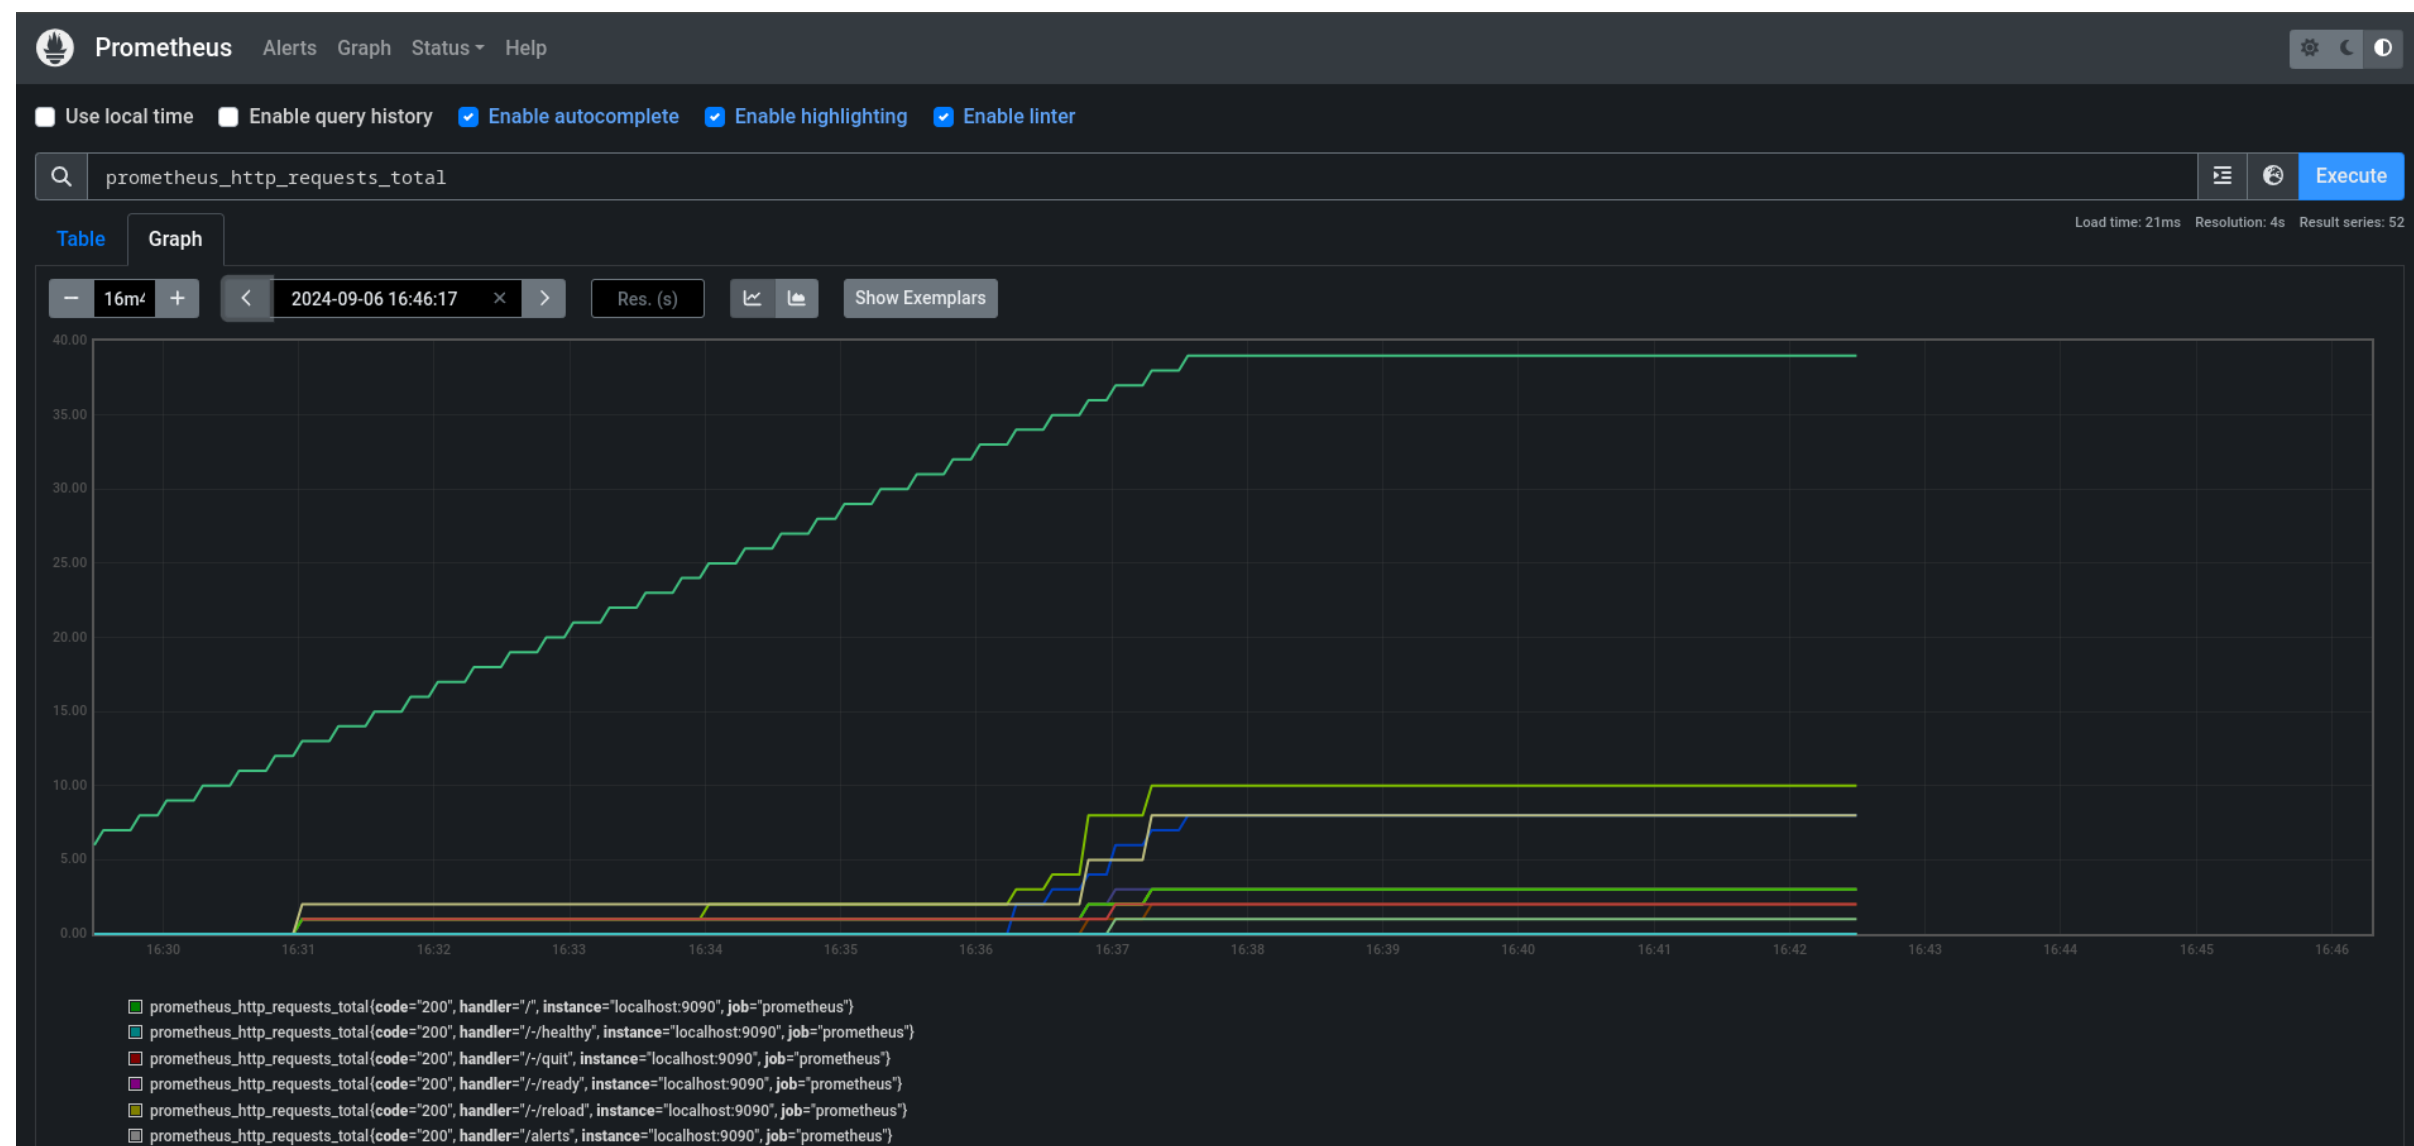 Prometheus Alerts Graph Status Help
Use local time Enable query history Enable autocomplete Enable highlighting Enable linter
prometheus_http_requests_total Execute
Table Graph Load time: 21ms Resolution: 4s Result series: 52
16m 2024-09-06 16:46:17 Res. (s) Show Exemplars
40.00
35.00
30.00
25.00
20.00
15.00
10.00
5.00
0.00
16:30 16:31 16:32 16:33 16:34 16:35 16:36 16:37 16:38 16:39 16:40 16:41 16:42 16:43 16:44 16:45 16:46
prometheus_http_requests_total{code="200", handler="/", instance="localhost:9090", job="prometheus"}
prometheus_http_requests_total{code="200", handler="/-/healthy", instance="localhost:9090", job="prometheus"}
prometheus_http_requests_total{code="200", handler="/-/quit", instance="localhost:9090", job="prometheus"}
prometheus_http_requests_total{code="200", handler="/-/ready", instance="localhost:9090", job="prometheus"}
prometheus_http_requests_total{code="200", handler="/-/reload", instance="localhost:9090", job="prometheus"}
prometheus_http_requests_total{code="200", handler="/alerts", instance="localhost:9090", job="prometheus"}